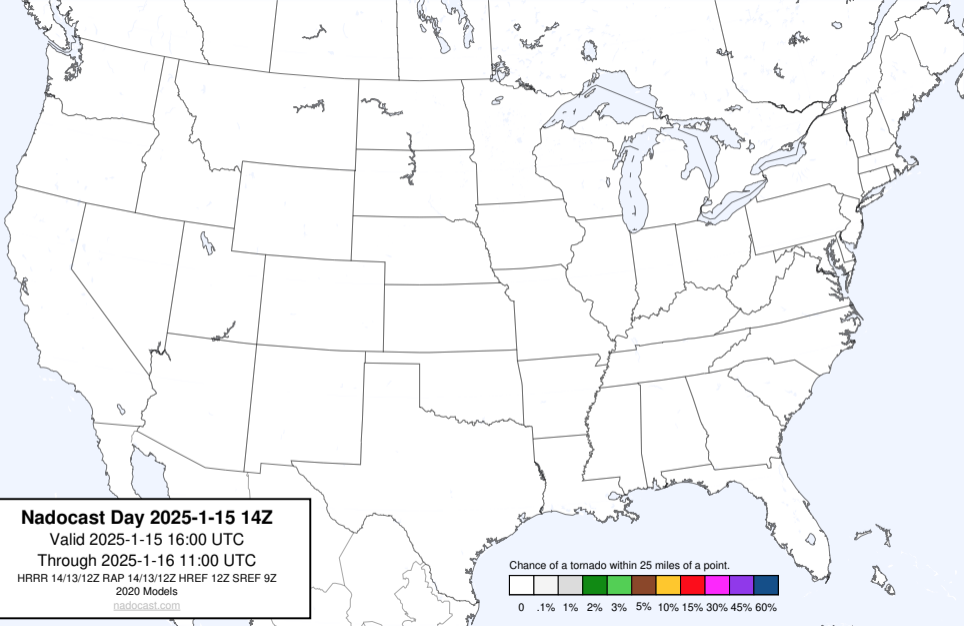 Nadocast Day 2025-1-15 14Z
Valid 2025-1-15 16:00 UTC
Through 2025-1-16 11:00 UTC
HRRR 14/13/12Z RAP 14/13/12Z HREF 12Z SREF 9Z
2020 Models
nadocast.com
Chance of a tornado within 25 miles of a point.
0 .1% 1% 2% 3% 5% 10% 15% 30% 45% 60%